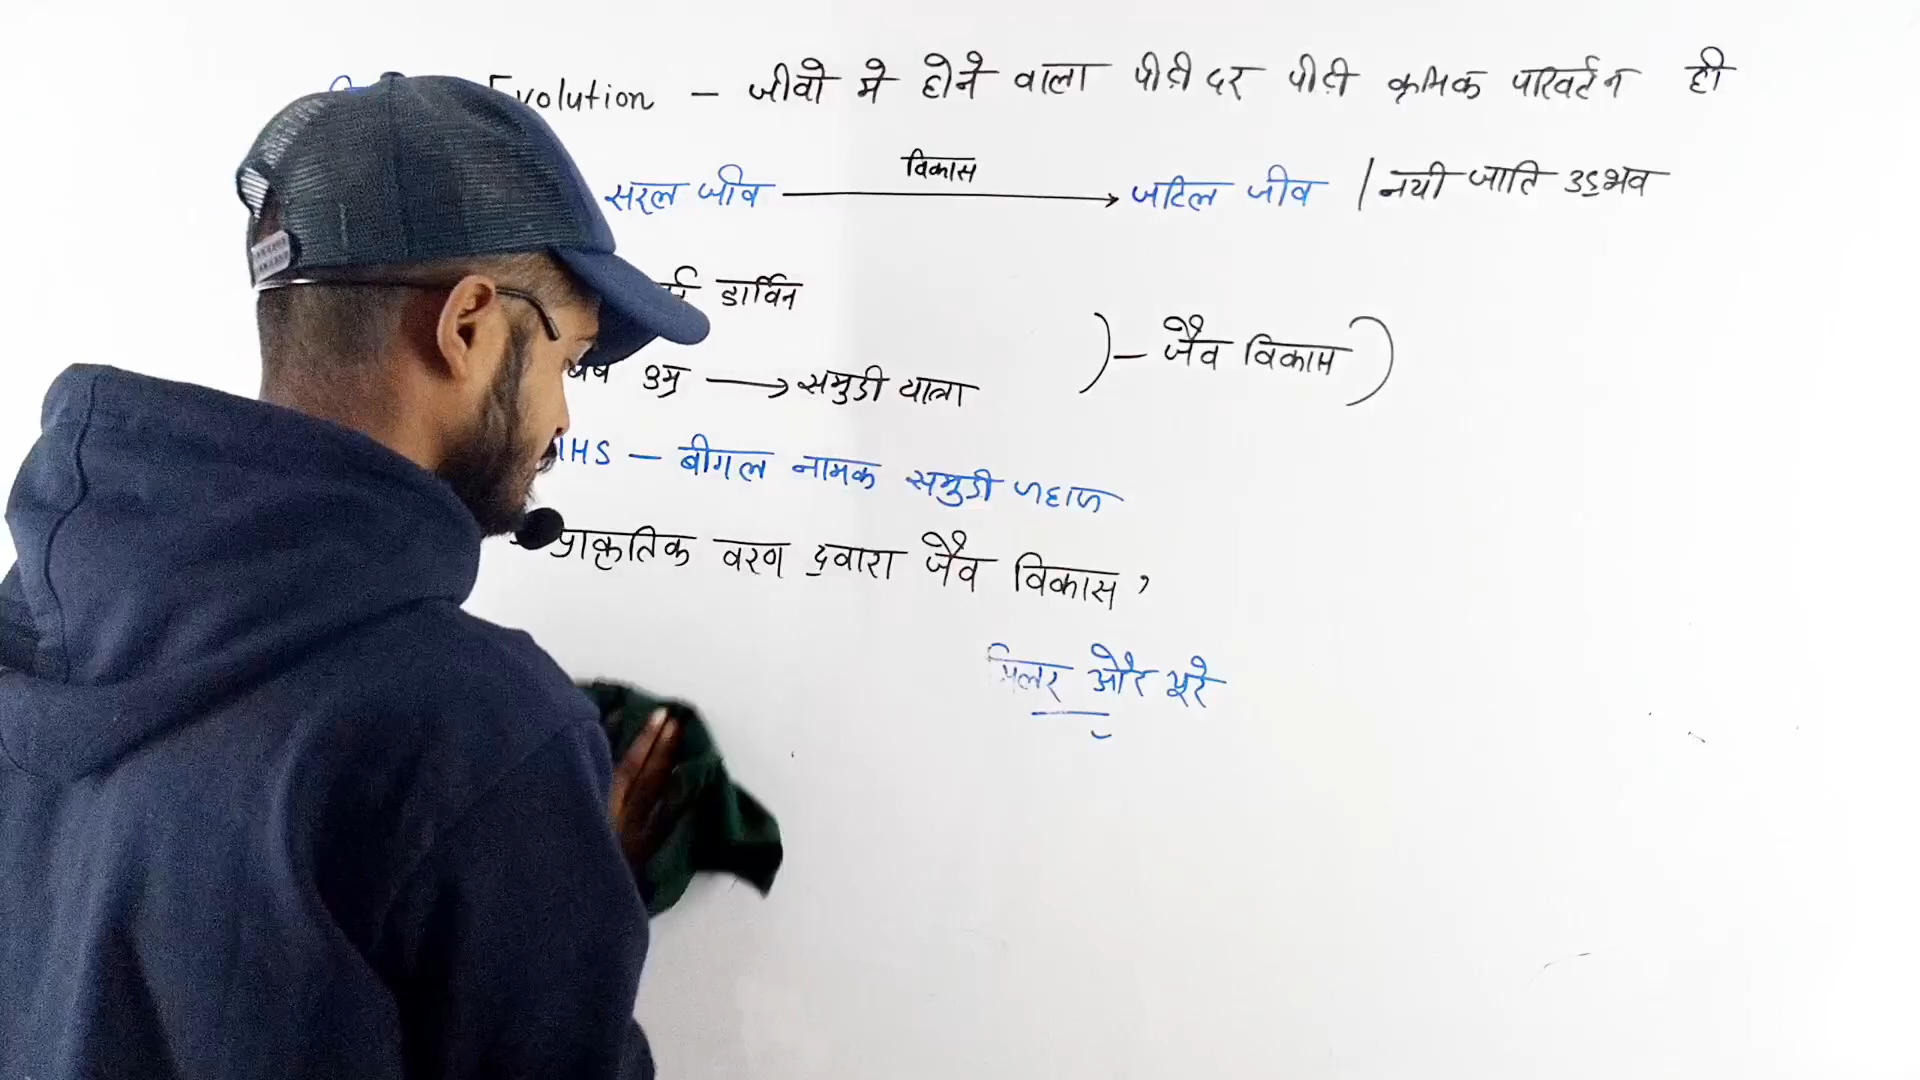 Evolution - जीवो मे होने वाला पीढ़ी दर पीढ़ी क्रमिक परिवर्तन ही
सरल जीव विकास → जटिल जीव / नयी जाति उद्दभव
डार्विन
उम्र → समुद्री यात्रा
) - जैव विकास )
HS - बीगल नामक समुद्री जहाज
प्राकृतिक वरण द्वारा जैव विकास ,
मिलर और यूरे